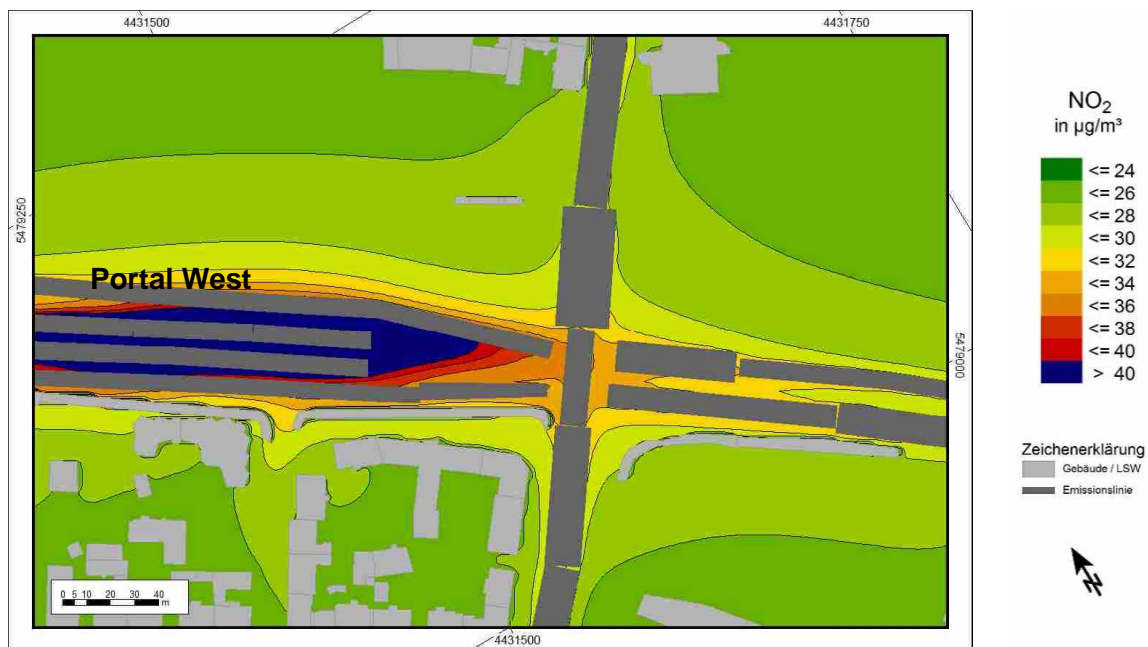 4431500
4431750
5479250
Portal West
5479000
4431500
0 5 10 20 30 40
m
NO₂
in µg/m³
<= 24
<= 26
<= 28
<= 30
<= 32
<= 34
<= 36
<= 38
<= 40
> 40
Zeichenerklärung
Gebäude / LSW
Emissionslinie
N